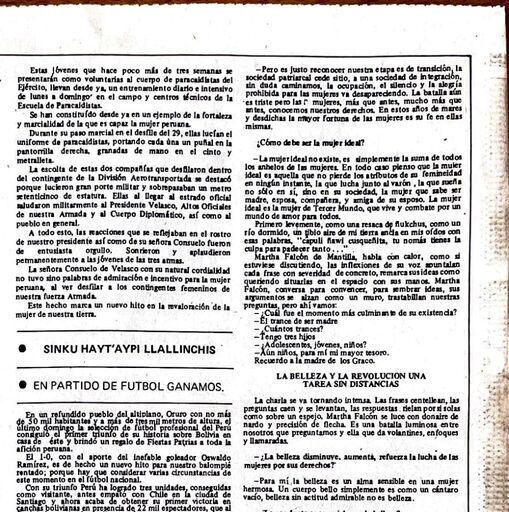 Estas jóvenes que hace poco más de tres semanas se
presentarán como voluntarias al cuerpo de paracaidistas del
Ejército, llevan desde ya, un entrenamiento diario e intensivo
de lunes a domingo en el campo y centros técnicos de la
Escuela de Paracaidistas.
Se han constituído desde ya en un ejemplo de la fortaleza
y marcialidad de la que es capaz la mujer peruana.
Durante su paso marcial en el desfile del 29, ellas lucían el
uniforme de paracaidistas, portando cada una un puñal en la
pantorrilla derecha, granadas de mano en el cinto y
metralleta.
La escolta de estas dos compañías que desfilaron dentro
del contingente de la División Aerotransportada se destacó
porque lucieron gran porte militar y sobrepasaban un metro
setenticinco de estatura. Ellas al llegar al estrado oficial
aludaron militarmente al Presidente Velasco, Altos Oficiales
de nuestra Armada y al Cuerpo Diplomático, así como al
pueblo en general.
A todo esto, las reacciones que se reflejaban en el rostro
de nuestro presidente así como de su señora Consuelo fueron
de entusiasta orgullo. Sonrieron y aplaudieron
permanentemente a las jóvenes de las tres armas.
La señora Consuelo de Velasco con su natural cordialidad
no tuvo sino palabras de admiración e incentivo para la mujer
peruana, al ver desfilar a los contingentes femeninos de
nuestra fuerza Armada.
Este hecho marca un nuevo hito en la revaloración de la
mujer de nuestra tierra.
● SINKU HAYT'AYPI LLALLINCHIS
● EN PARTIDO DE FUTBOL GANAMOS.
En un refundido pueblo del altiplano, Oruro con no más
de 50 mil habitantes y a más de tres mil metros de altura, el
último domingo la selección de futbol profesional del Perú
consiguió el primer triunfo de su historia sobre Bolivia en
casa de éste y brindó un regalo de Fiestas Patrias a toda la
afición peruana.
El 1-0, con el aporte del inefable goleador Oswaldo
Ramírez, es de hecho un nuevo hito para nuestro balompié
rentado; porque hay que considerar varias circunstancias de
este momento en el fútbol nacional.
Con su triunfo Perú ha logrado tres unidades, conseguidas
como visitante, antes empató con Chile en la ciudad de
Santiago y ahora acaba de obtener su primer victoria en
canchas bolivianas en presencia de 22 mil espectadores, que al
—Pero es justo reconocer nuestra etapa es de transición, la
sociedad patriarcal cede sitio, a una sociedad de integración,
sin duda caminamos, la ocupación, el silencio y la alegría
prohibida para las mujeres va desapareciendo. La batalla aún
es triste pero las mujeres, más que antes, mucho más que
antes, conocemos nuestros derechos. En estos años de mares
y desdichas la mayor fortuna de las mujeres es su fe en ellas
mismas.
¿Cómo debe ser la mujer ideal?
—La mujer ideal no existe, es simplemente la suma de todos
los anhelos de las mujeres. En todo caso pienso que la mujer
ideal es aquella que no pierde los atributos de su feminidad
en ningún instante, la que lucha junto al varón, la que sueña
no sólo en sí, sino en su sociedad, la mujer que sabe ser
madre, esposa, compañera, y amiga de su esposo. La mujer
ideal es la mujer de Tercer Mundo, que vive y combate por un
mundo de amor para todos.
Primero levemente, como una resaca de ñukchus, como un
río dormido, un tibio aire de mi tierra anida en mis oídos con
esas palabras, "capulí ñawi cusqueñita, tu nomás tienes la
culpa para padecer tanto..."
Martha Falcón de Mantilla, habla con calor, como si
estuviese discutiendo, las inflecciones de su voz apuntalan
cada frase con severidad de concreto, remarca sus ideas como
queriendo situarlas en el espacio con sus manos. Martha
Falcón, conversa para convencer, para sembrar ideas, sus
argumentos se alzan como un muro, trastabillan nuestras
preguntas, pero ahí vamos:
—¿Cuál fue el momento más culminante de su existencia?
—El trance de ser madre
—¿Cuántos trances?
—Tengo tres hijos
—¿Adolescentes, jóvenes, niños?
—Aún niños, para mí mi mayor tesoro.
Recuerdo a la madre de los Graco.
LA BELLEZA Y LA REVOLUCION UNA
TAREA SIN DISTANCIAS
La charla se va tornando intensa. Las frases centellean, las
preguntas caen y se levantan, las respuestas rielan por sí solas
como sobre un espejo. Martha Falcón, se luce con donaire de
nardo y precisión de flecha. Es una batalla luminosa entre
nosotros que preguntamos y ella que da volantines, enfoques
y llamaradas.
—¿La belleza disminuye, aumenta, refuerza la lucha de las
mujeres por sus derechos?
—Para mí la belleza es un alma sensible en una mujer
hermosa. Un cuerpo bello simplemente es como un cántaro
vacío, belleza sin actitud admirable no es belleza.